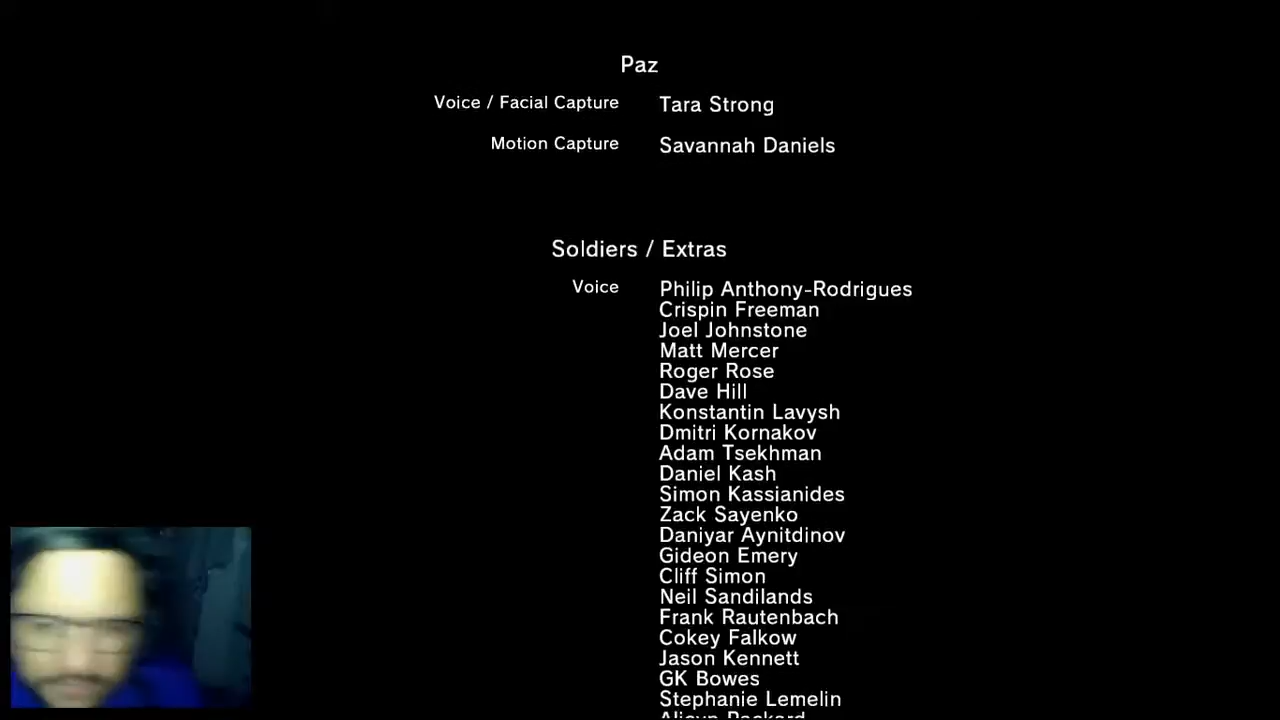 Paz
Voice / Facial Capture Tara Strong
Motion Capture Savannah Daniels
Soldiers / Extras
Voice Philip Anthony-Rodrigues
Crispin Freeman
Joel Johnstone
Matt Mercer
Roger Rose
Dave Hill
Konstantin Lavysh
Dmitri Kornakov
Adam Tsekhman
Daniel Kash
Simon Kassianides
Zack Sayenko
Daniyar Aynitdinov
Gideon Emery
Cliff Simon
Neil Sandilands
Frank Rautenbach
Cokey Falkow
Jason Kennett
GK Bowes
Stephanie Lemelin